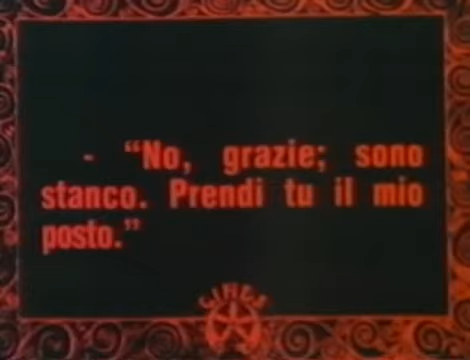 - “No, grazie; sono
stanco. Prendi tu il mio
posto.”
CINES